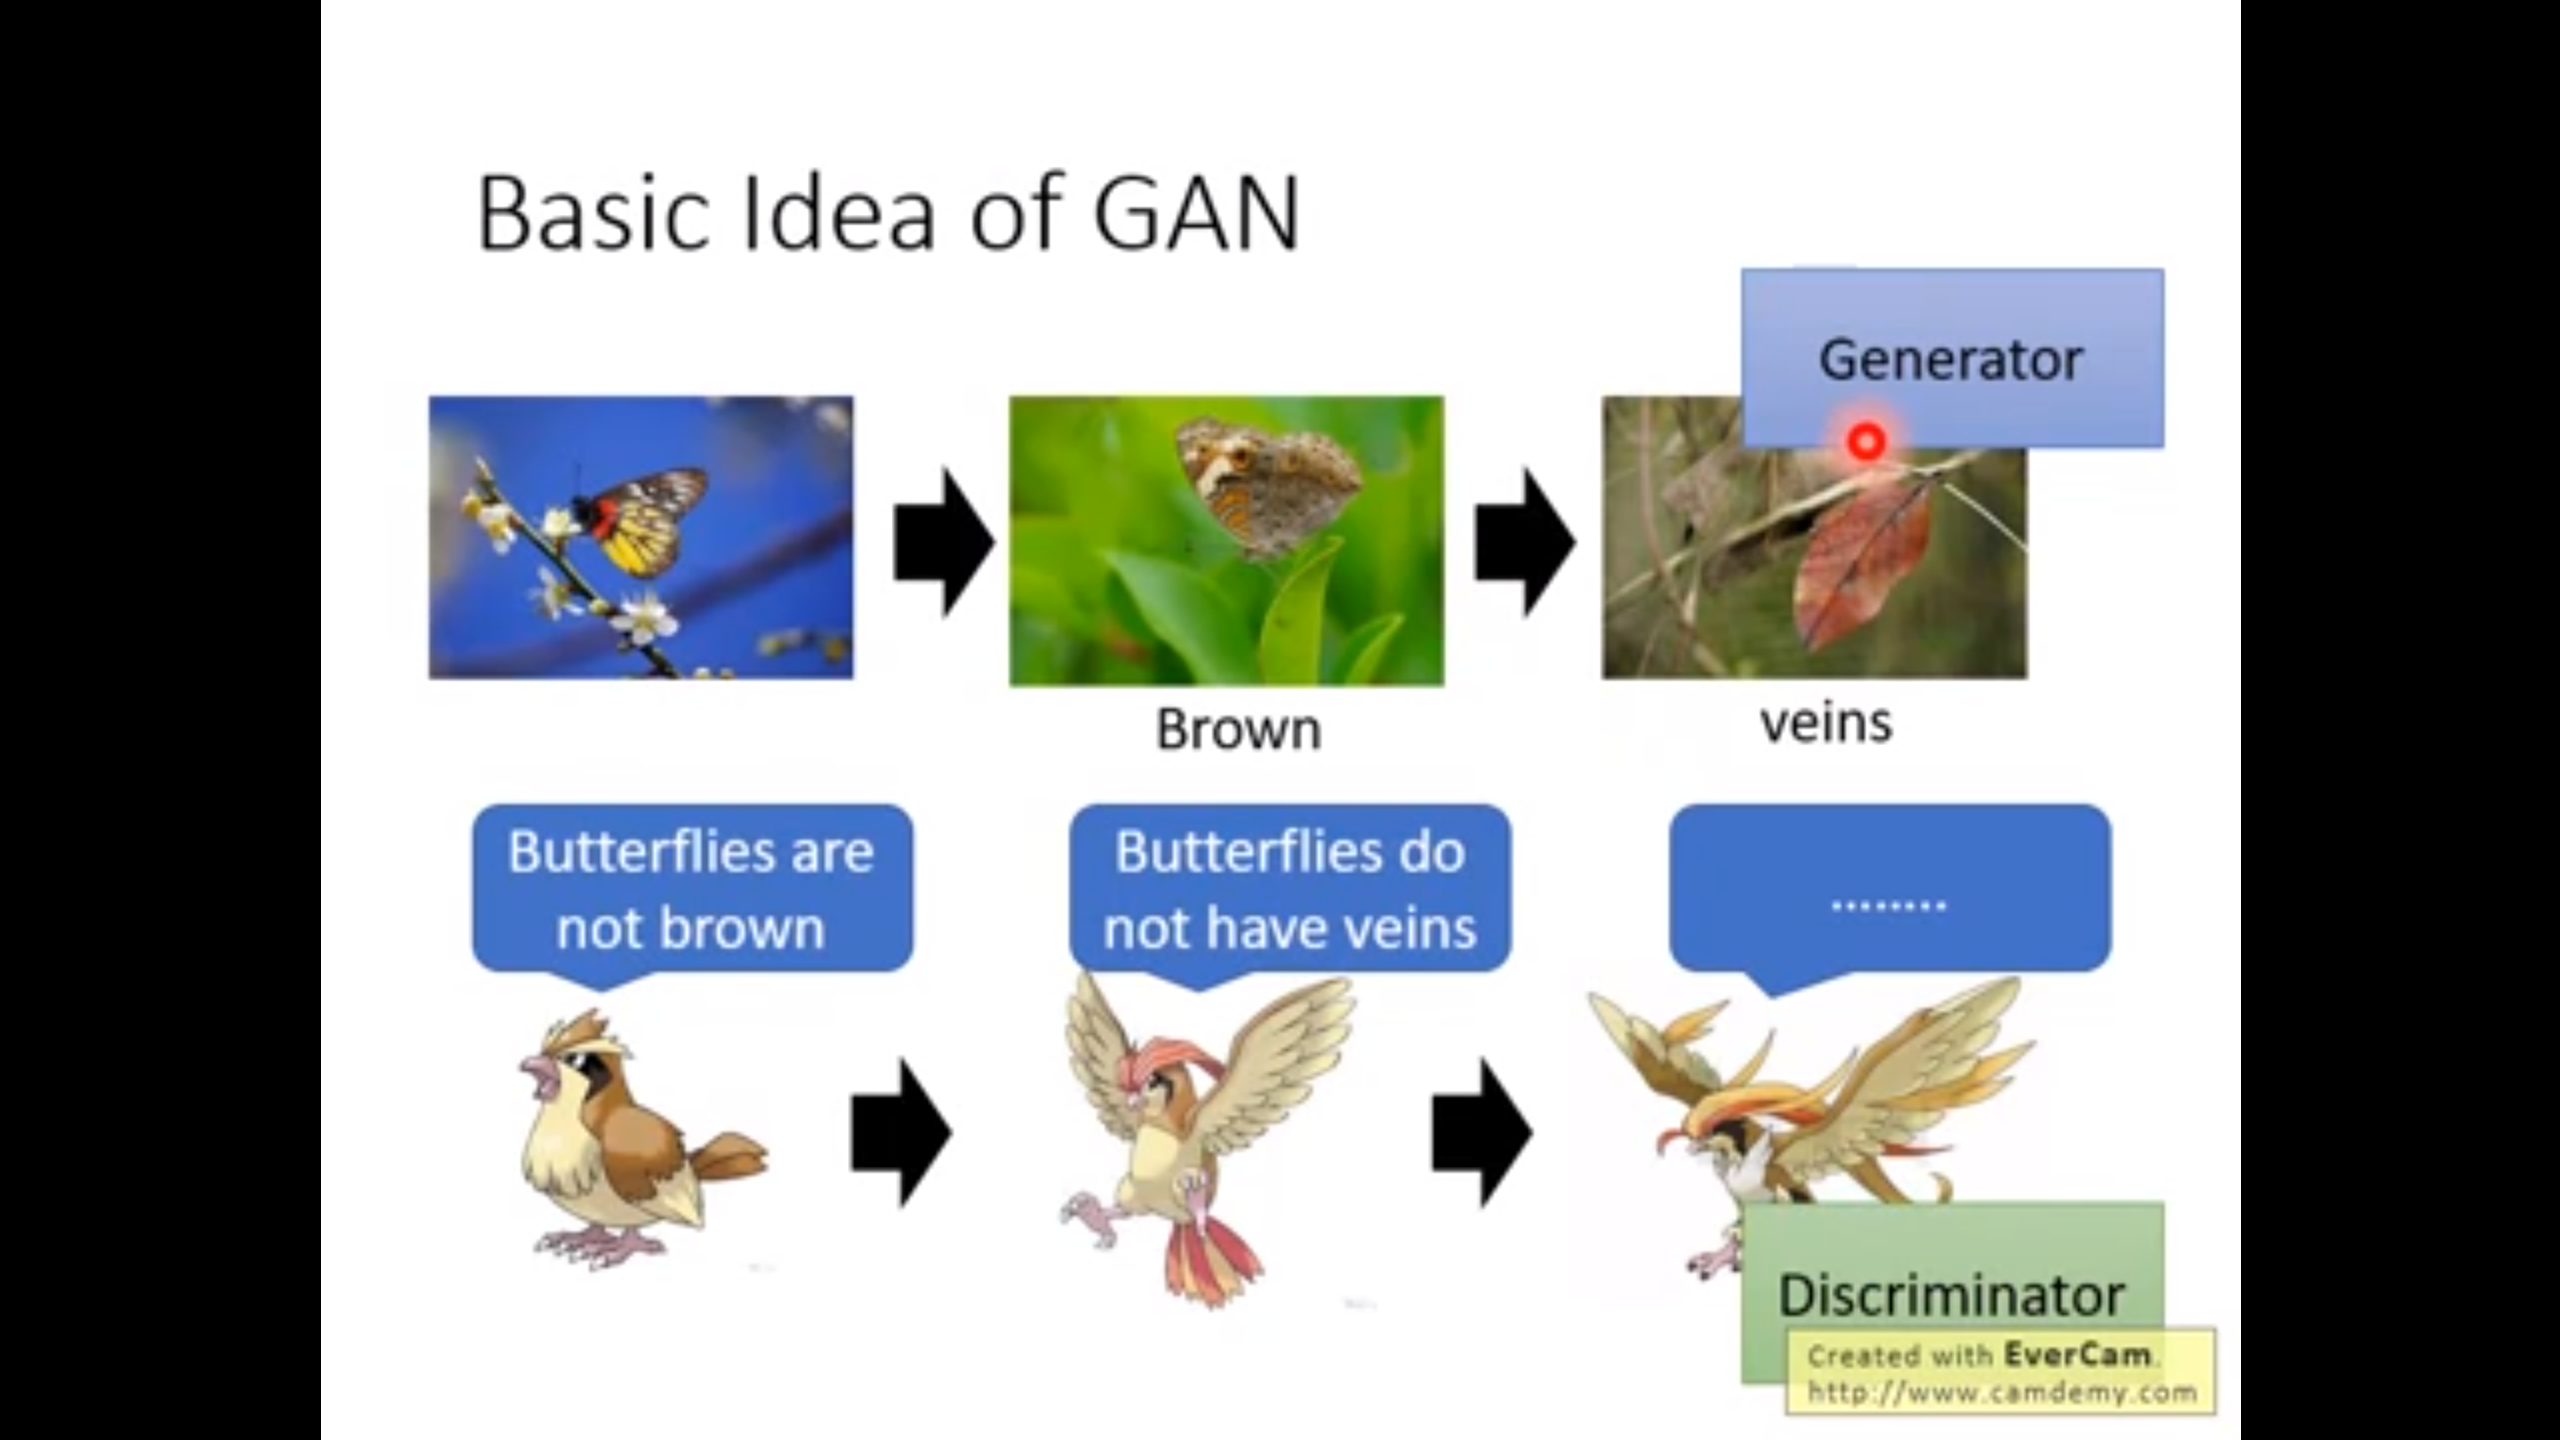 Basic Idea of GAN
Generator
Brown
veins
Butterflies are
not brown
Butterflies do
not have veins
........
Discriminator
Created with EverCam.
http://www.camdemy.com